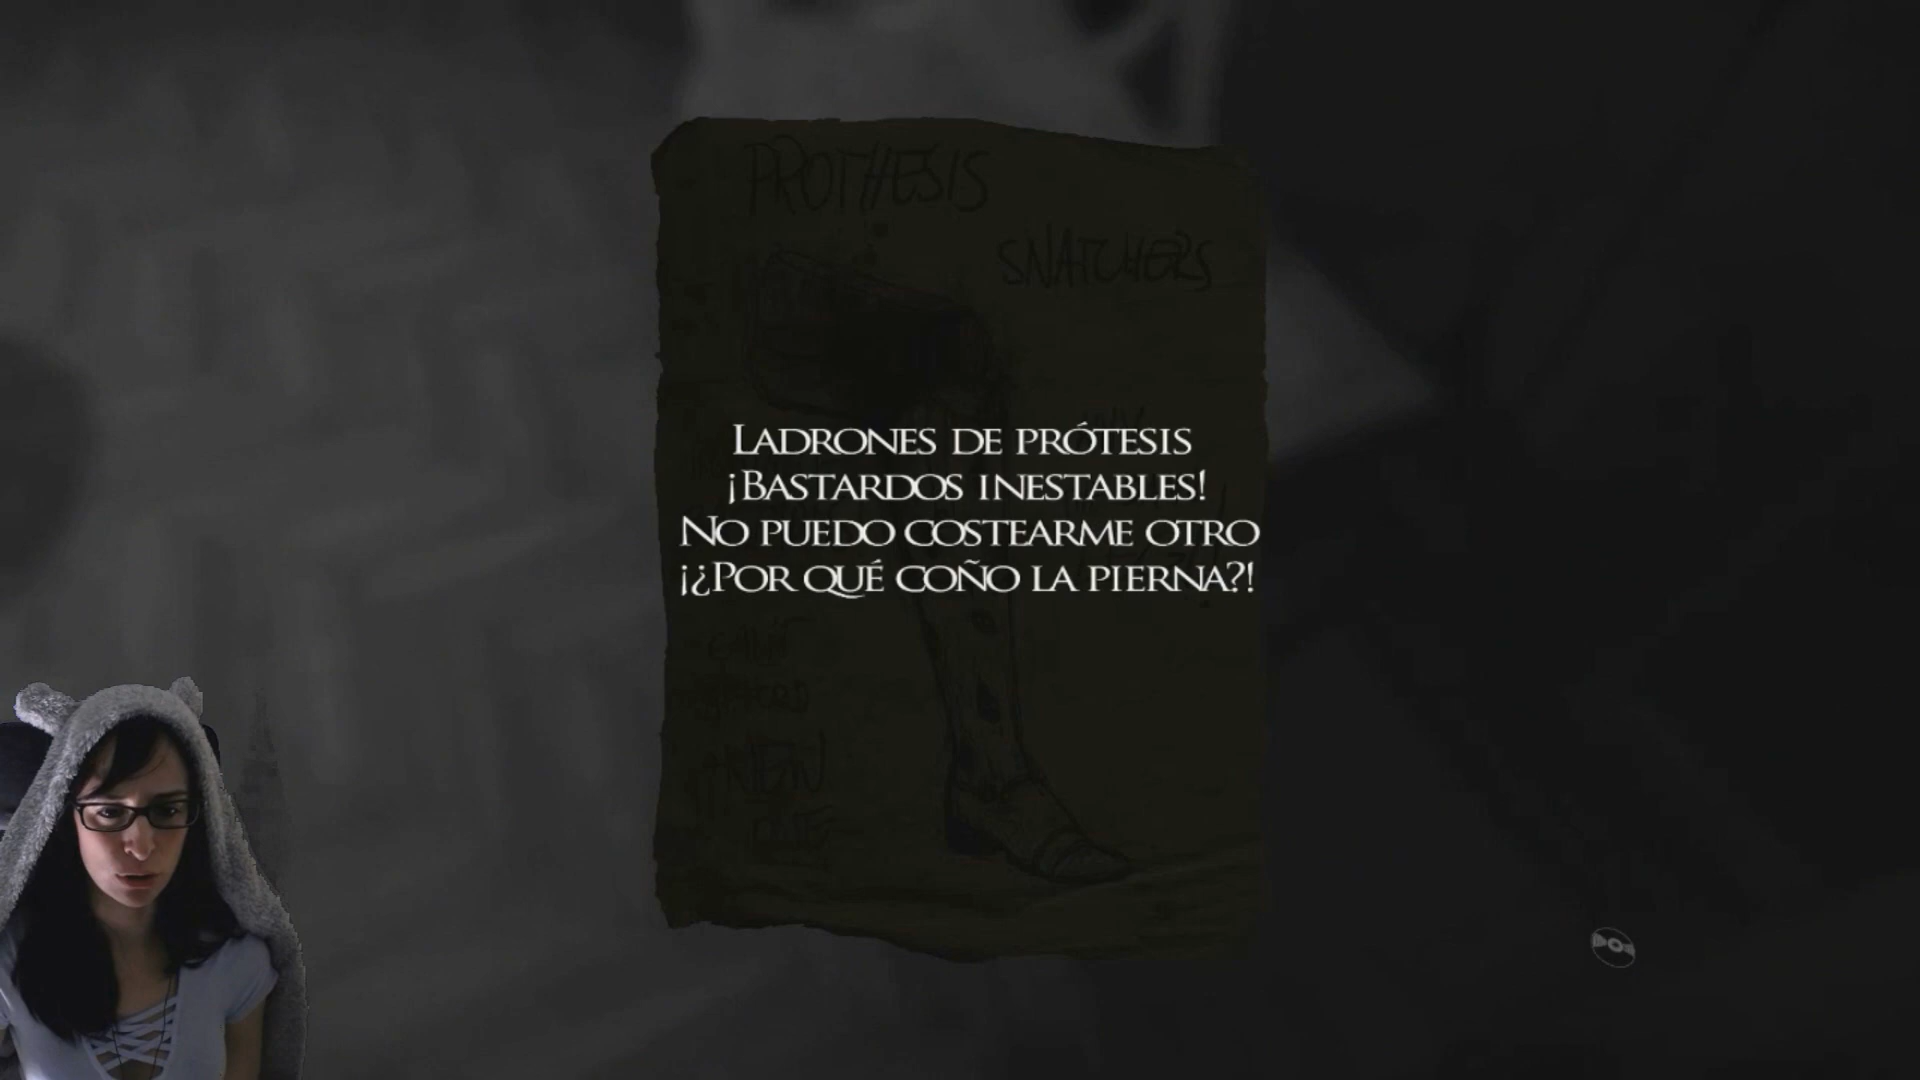 PROTHESIS
SNATCHERS
LADRONES DE PRÓTESIS
¡BASTARDOS INESTABLES!
NO PUEDO COSTEARME OTRO
¡¿POR QUÉ COÑO LA PIERNA?!